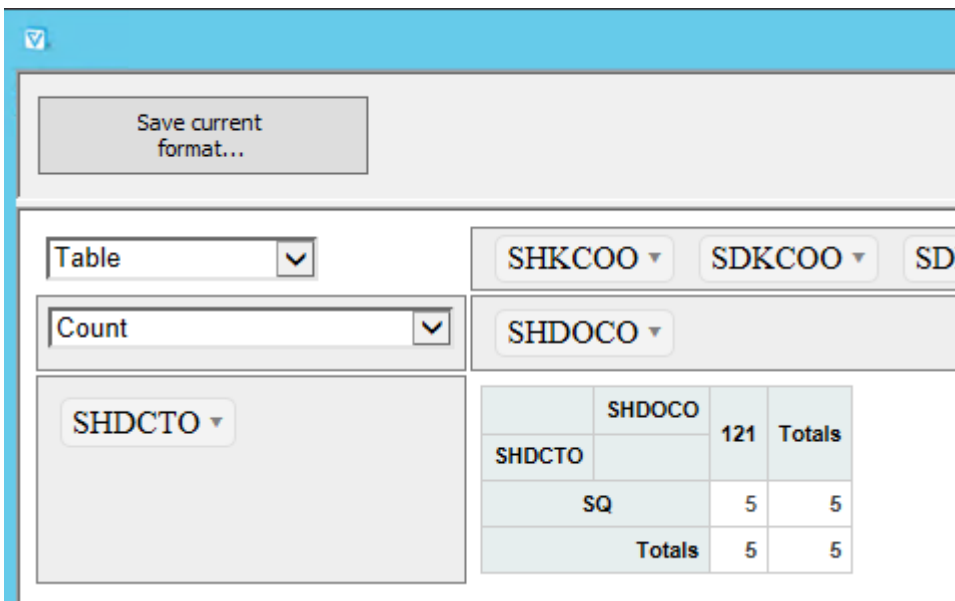 Save current
format...
Table
SHKCOO SDKCOO SD
Count
SHDOCO
SHDCTO
SHDOCO 121 Totals
SHDCTO
SQ 5 5
Totals 5 5